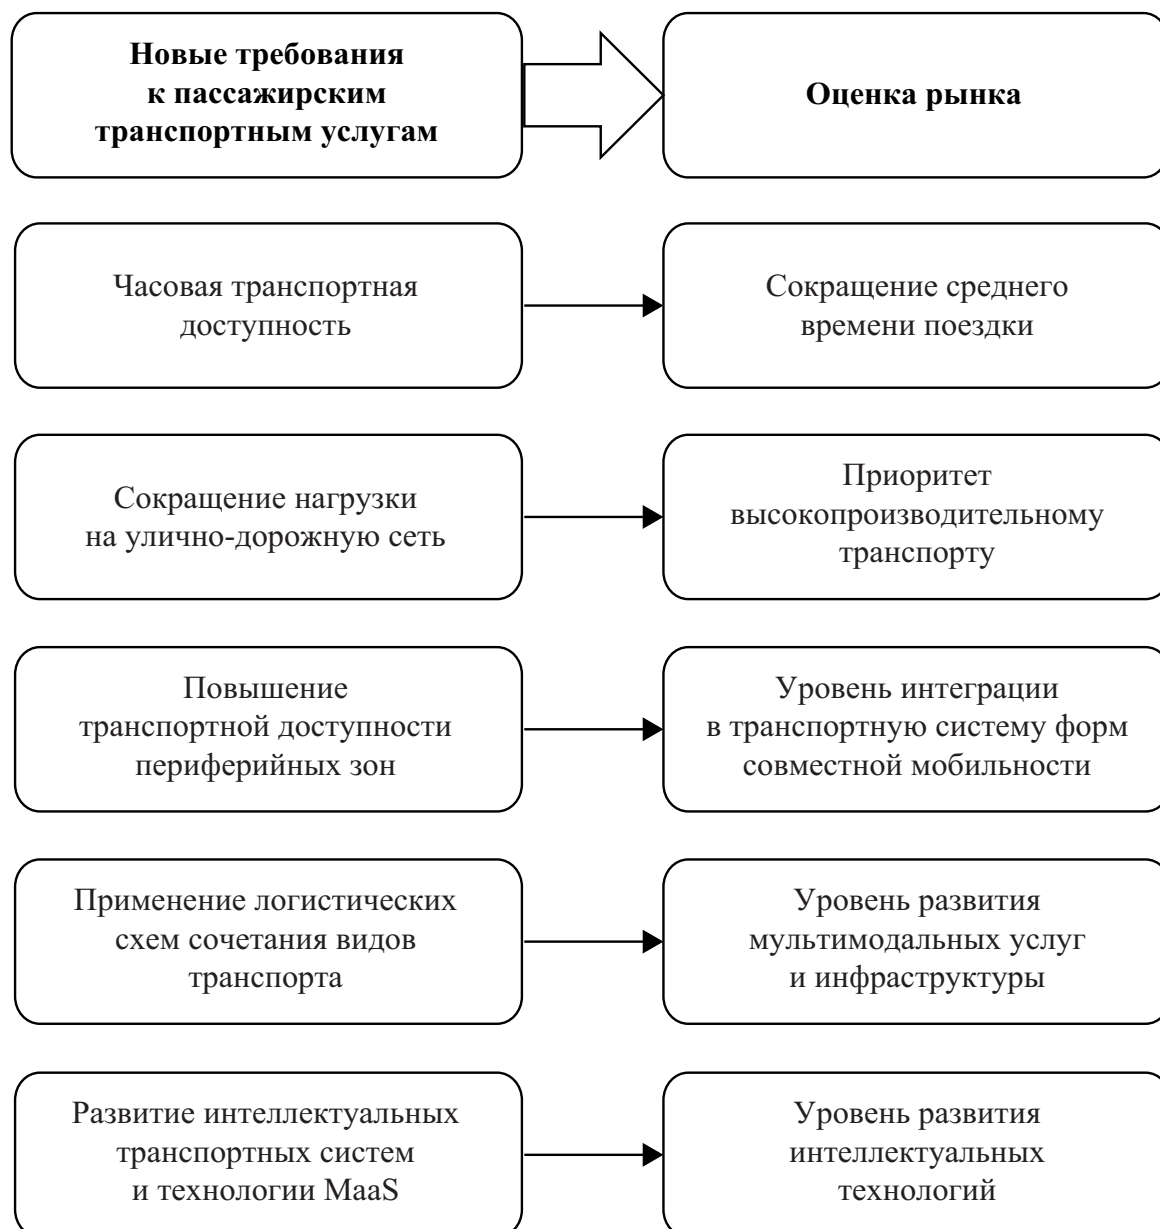 Новые требования
к пассажирским
транспортным услугам
Оценка рынка
Часовая транспортная
доступность
Сокращение среднего
времени поездки
Сокращение нагрузки
на улично-дорожную сеть
Приоритет
высокопроизводительному
транспорту
Повышение
транспортной доступности
периферийных зон
Уровень интеграции
в транспортную систему форм
совместной мобильности
Применение логистических
схем сочетания видов
транспорта
Уровень развития
мультимодальных услуг
и инфраструктуры
Развитие интеллектуальных
транспортных систем
и технологии MaaS
Уровень развития
интеллектуальных
технологий